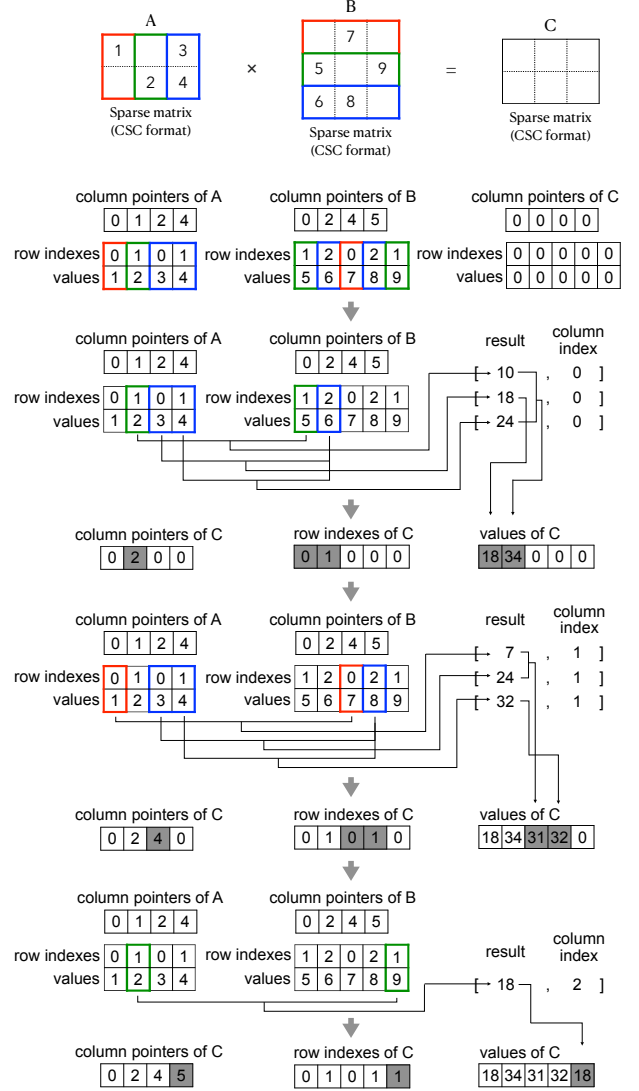 A B C
1 3 × 7 =
2 4 5 9
6 8
Sparse matrix Sparse matrix Sparse matrix
(CSC format) (CSC format) (CSC format)
column pointers of A column pointers of B column pointers of C
0 1 2 4 0 2 4 5 0 0 0 0
row indexes 0 1 0 1 row indexes 1 2 0 2 1 row indexes 0 0 0 0 0
values 1 2 3 4 values 5 6 7 8 9 values 0 0 0 0 0
column pointers of A column pointers of B result column
index
0 1 2 4 0 2 4 5 [ 10 , 0 ]
row indexes 0 1 0 1 row indexes 1 2 0 2 1 [ 18 , 0 ]
values 1 2 3 4 values 5 6 7 8 9 [ 24 , 0 ]
column pointers of C row indexes of C values of C
0 2 0 0 0 1 0 0 0 18 34 0 0 0
column pointers of A column pointers of B result column
index
0 1 2 4 0 2 4 5 [ 7 , 1 ]
row indexes 0 1 0 1 row indexes 1 2 0 2 1 [ 24 , 1 ]
values 1 2 3 4 values 5 6 7 8 9 [ 32 , 1 ]
column pointers of C row indexes of C values of C
0 2 4 0 0 1 0 1 0 18 34 31 32 0
column pointers of A column pointers of B
0 1 2 4 0 2 4 5
row indexes 0 1 0 1 row indexes 1 2 0 2 1 result column
index
values 1 2 3 4 values 5 6 7 8 9 [ 18 , 2 ]
column pointers of C row indexes of C values of C
0 2 4 5 0 1 0 1 1 18 34 31 32 18